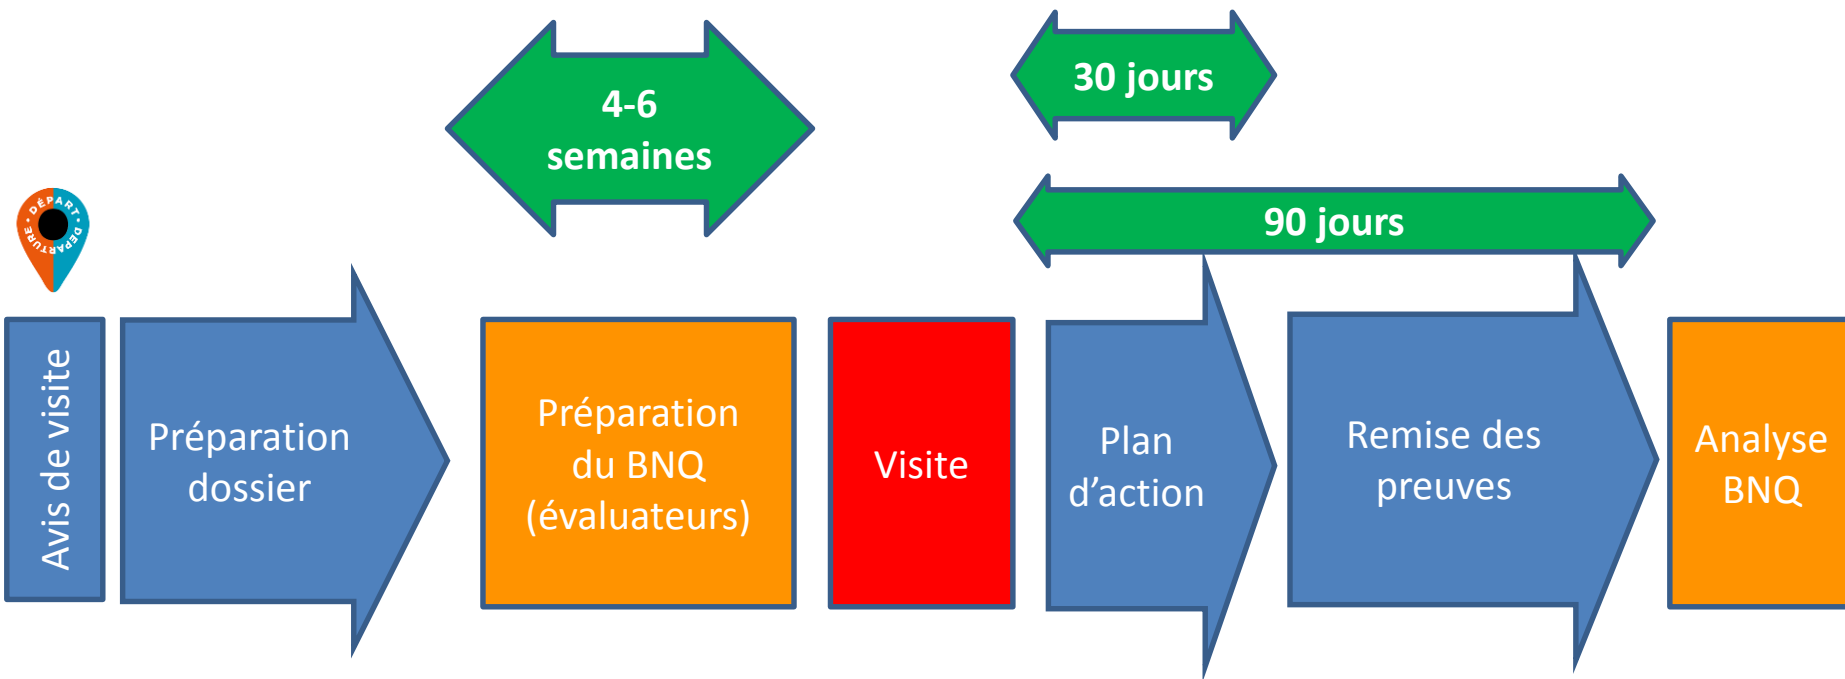 4-6
semaines
30 jours
90 jours
DÉPART
DEPARTURE
Avis de visite
Préparation
dossier
Préparation
du BNQ
(évaluateurs)
Visite
Plan
d’action
Remise des
preuves
Analyse
BNQ